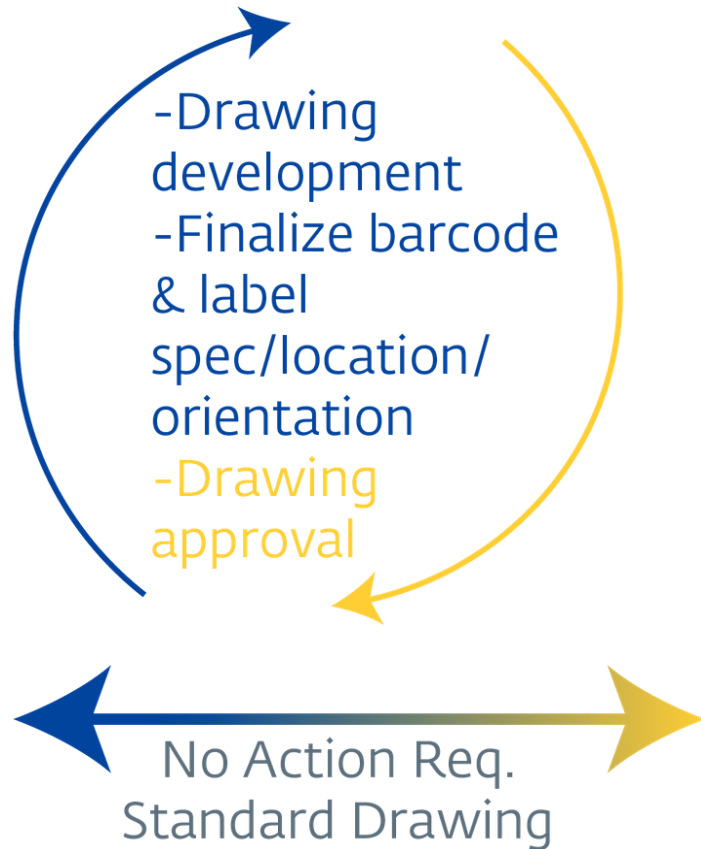 -Drawing
development
-Finalize barcode
& label
spec/location/
orientation
-Drawing
approval
No Action Req.
Standard Drawing